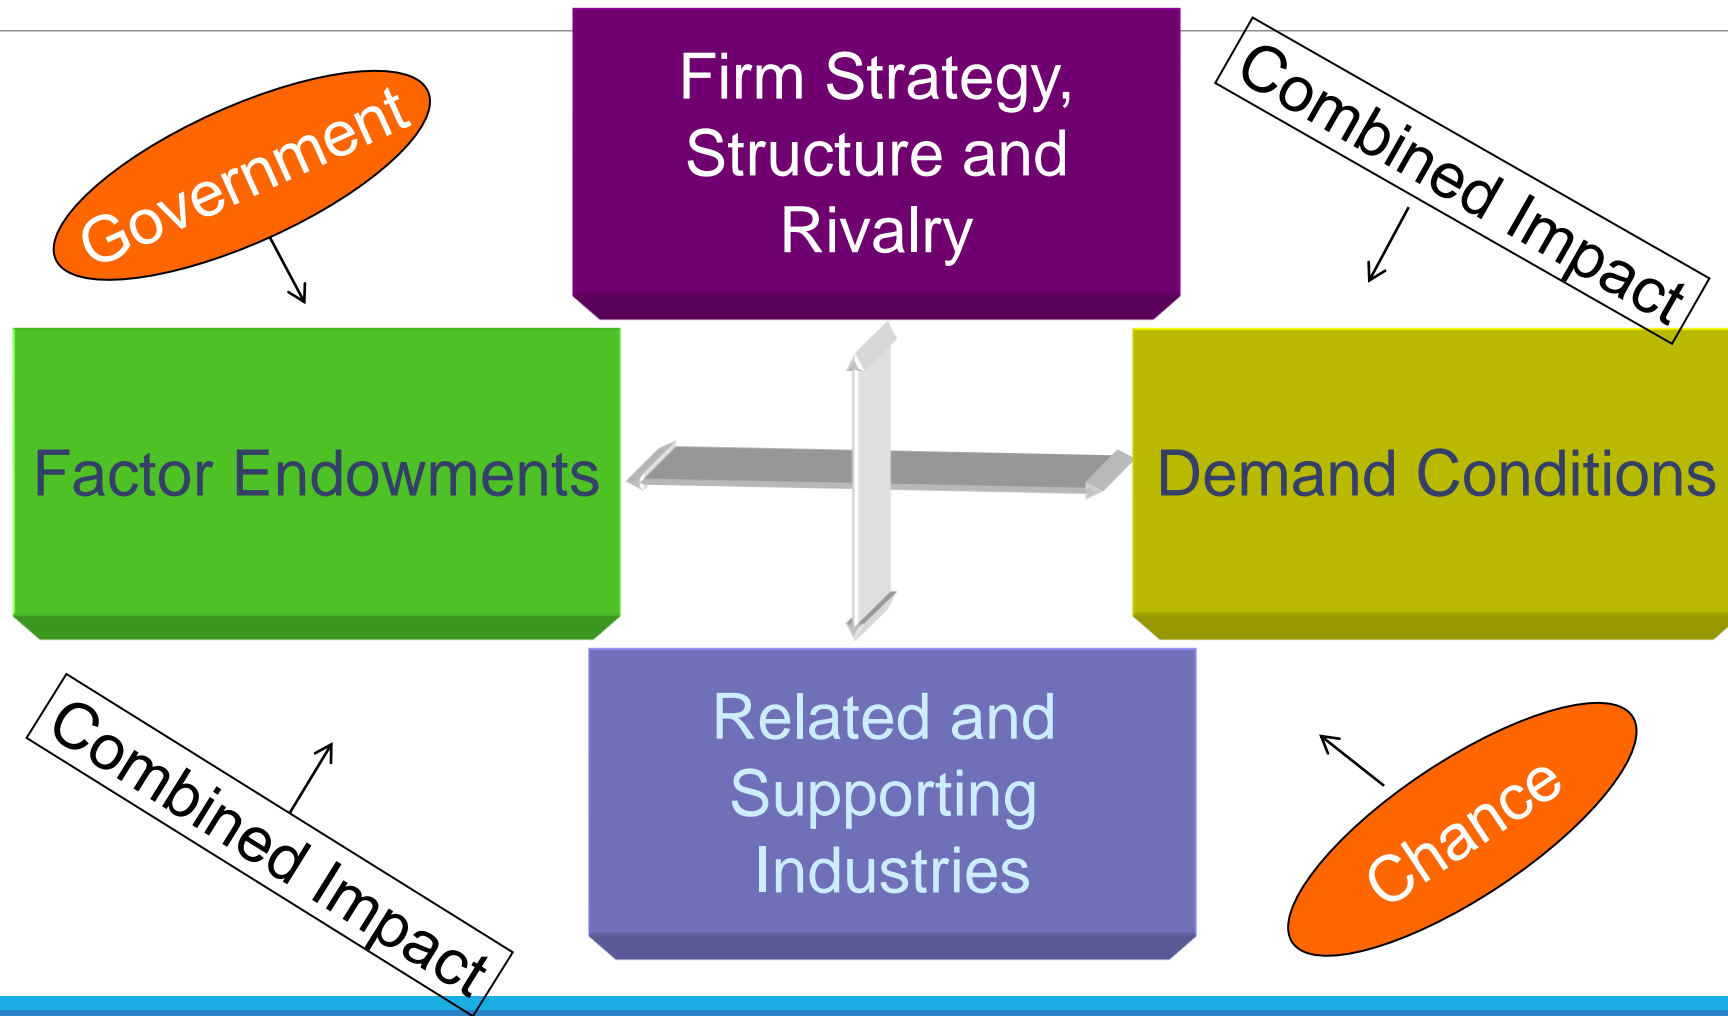 Government
Firm Strategy,
Structure and
Rivalry
Combined Impact
Factor Endowments
Demand Conditions
Combined Impact
Related and
Supporting
Industries
Chance